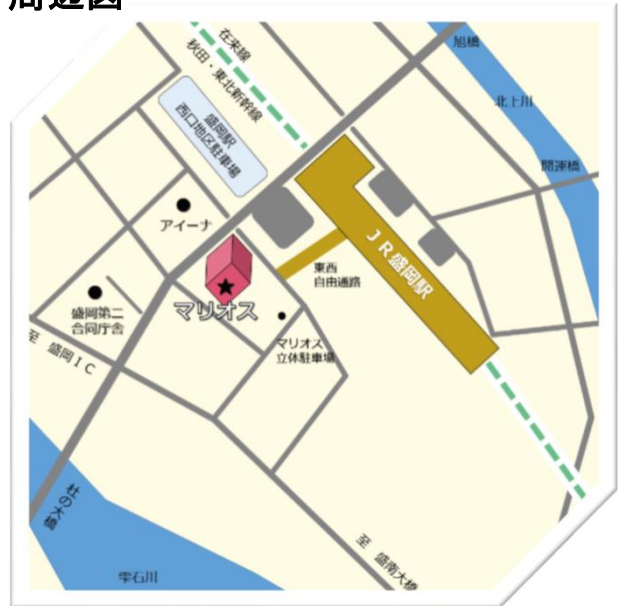 周辺図
在来線
秋田・東北新幹線
旭橋
北上川
開運橋
盛岡駅
西口地区駐車場
アイーナ
JR盛岡駅
東西
自由通路
マリオス
盛岡第二
合同庁舎
マリオス
立体駐車場
至 盛岡IC
杜の大橋
雫石川
至 盛南大橋